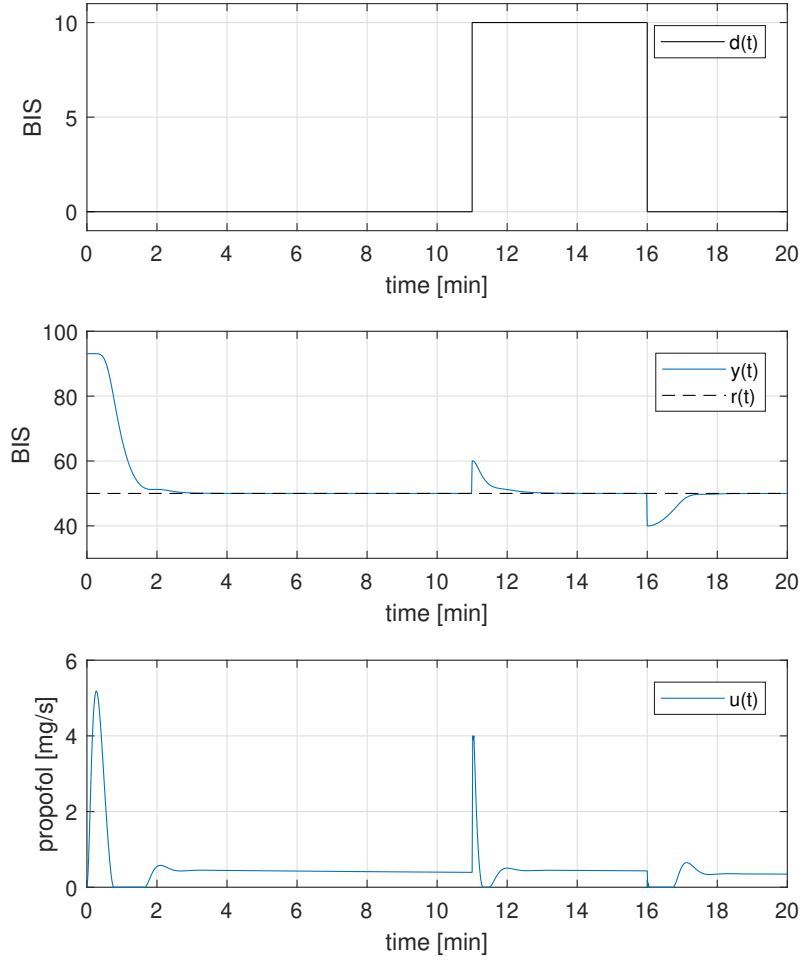 10
5
0
BIS
d(t)
0 2 4 6 8 10 12 14 16 18 20
time [min]
100
80
60
40
BIS
y(t)
r(t)
0 2 4 6 8 10 12 14 16 18 20
time [min]
6
4
2
0
propofol [mg/s]
u(t)
0 2 4 6 8 10 12 14 16 18 20
time [min]